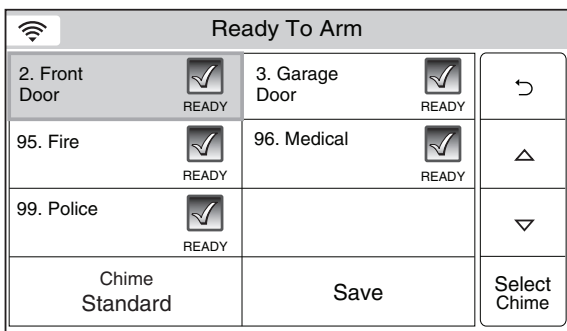 Ready To Arm
2. Front
Door
READY
3. Garage
Door
READY
95. Fire
READY
96. Medical
READY
99. Police
READY
Chime
Standard
Save
Select
Chime